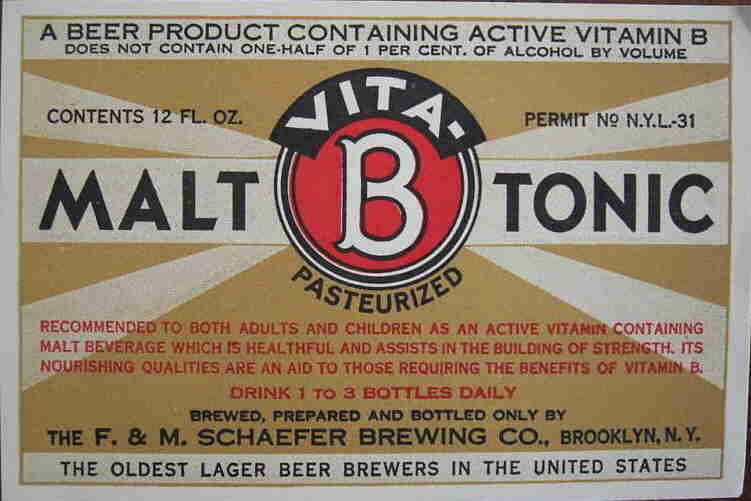 A BEER PRODUCT CONTAINING ACTIVE VITAMIN B
DOES NOT CONTAIN ONE-HALF OF 1 PER CENT. OF ALCOHOL BY VOLUME
CONTENTS 12 FL. OZ.
VITA-
PERMIT No N.Y.L.-31
MALT
B
TONIC
PASTEURIZED
RECOMMENDED TO BOTH ADULTS AND CHILDREN AS AN ACTIVE VITAMIN CONTAINING
MALT BEVERAGE WHICH IS HEALTHFUL AND ASSISTS IN THE BUILDING OF STRENGTH. ITS
NOURISHING QUALITIES ARE AN AID TO THOSE REQUIRING THE BENEFITS OF VITAMIN B.
DRINK 1 TO 3 BOTTLES DAILY
BREWED, PREPARED AND BOTTLED ONLY BY
THE F. & M. SCHAEFER BREWING CO., BROOKLYN, N.Y.
THE OLDEST LAGER BEER BREWERS IN THE UNITED STATES